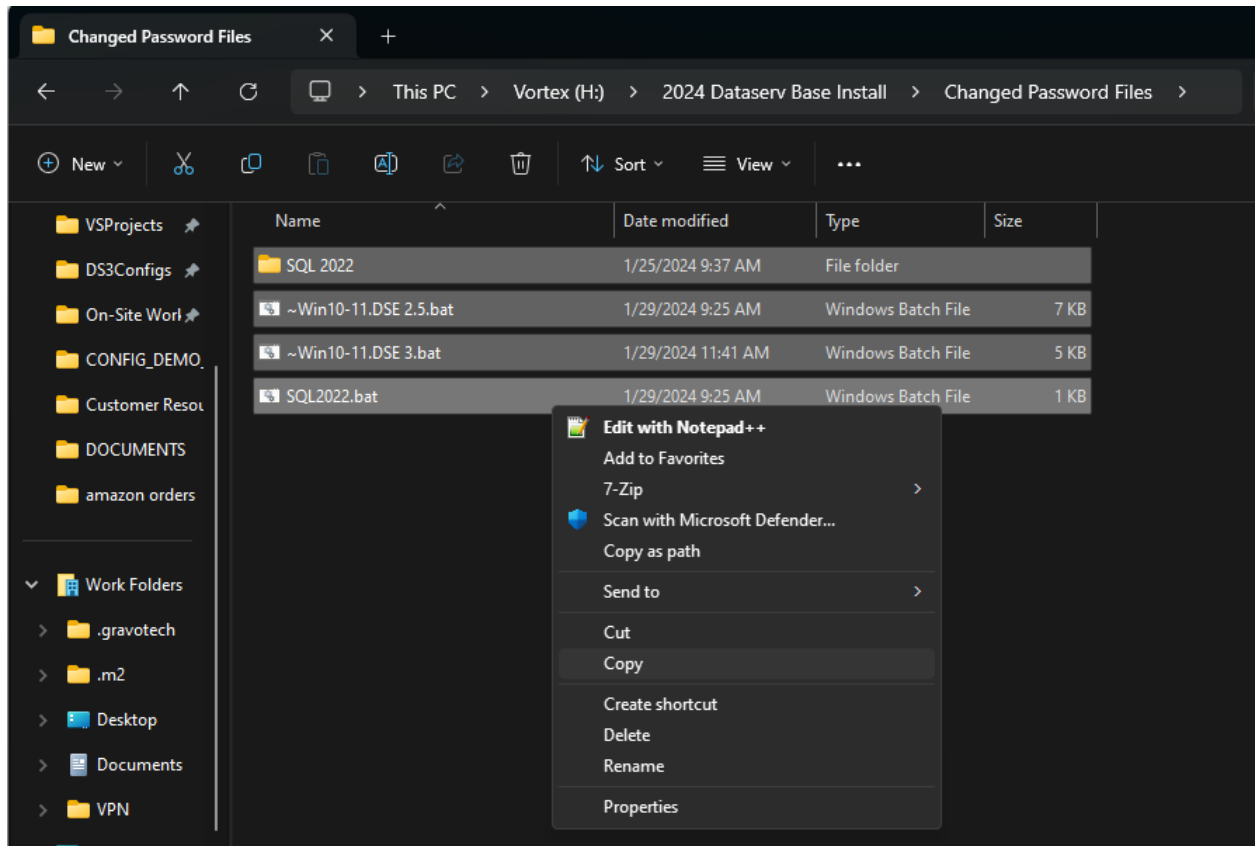 Changed Password Files
This PC > Vortex (H:) > 2024 Dataserv Base Install > Changed Password Files >
New Sort View
Name Date modified Type Size
VSProjects
DS3Configs
On-Site Worl
CONFIG_DEMO_
Customer Resou
DOCUMENTS
amazon orders
Work Folders
.gravotech
.m2
Desktop
Documents
VPN
SQL 2022 1/25/2024 9:37 AM File folder
~Win10-11.DSE 2.5.bat 1/29/2024 9:25 AM Windows Batch File 7 KB
~Win10-11.DSE 3.bat 1/29/2024 11:41 AM Windows Batch File 5 KB
SQL2022.bat 1/29/2024 9:25 AM Windows Batch File 1 KB
Edit with Notepad++
Add to Favorites
7-Zip
Scan with Microsoft Defender...
Copy as path
Send to
Cut
Copy
Create shortcut
Delete
Rename
Properties